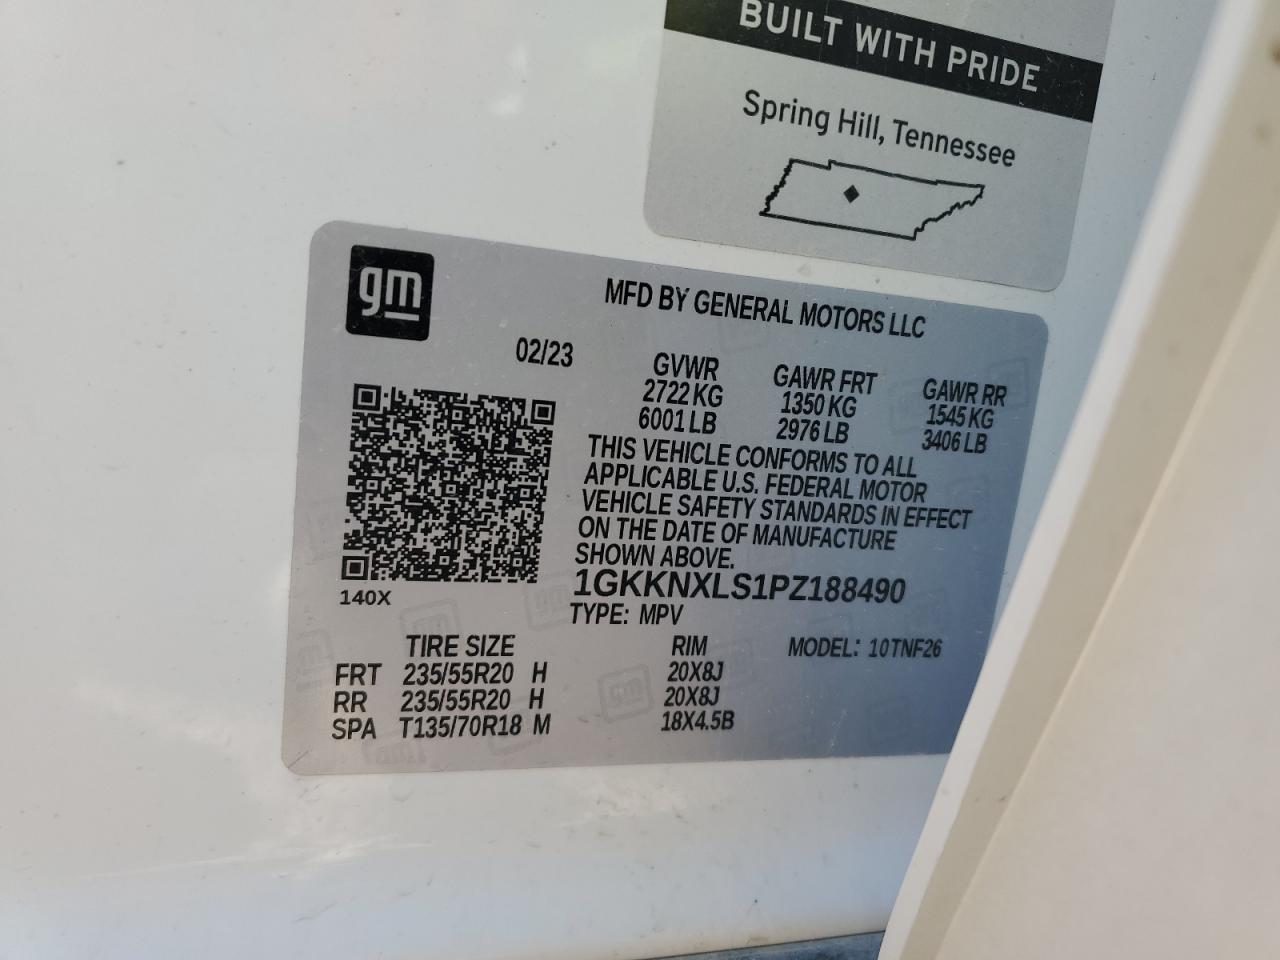 BUILT WITH PRIDE
Spring Hill, Tennessee
gm
MFD BY GENERAL MOTORS LLC
02/23
GVWR GAWR FRT GAWR RR
2722 KG 1350 KG 1545 KG
6001 LB 2976 LB 3406 LB
THIS VEHICLE CONFORMS TO ALL
APPLICABLE U.S. FEDERAL MOTOR
VEHICLE SAFETY STANDARDS IN EFFECT
ON THE DATE OF MANUFACTURE
SHOWN ABOVE.
1GKKNXLS1PZ188490
140X
TYPE: MPV
TIRE SIZE RIM MODEL: 10TNF26
FRT 235/55R20 H 20X8J
RR 235/55R20 H 20X8J
SPA T135/70R18 M 18X4.5B